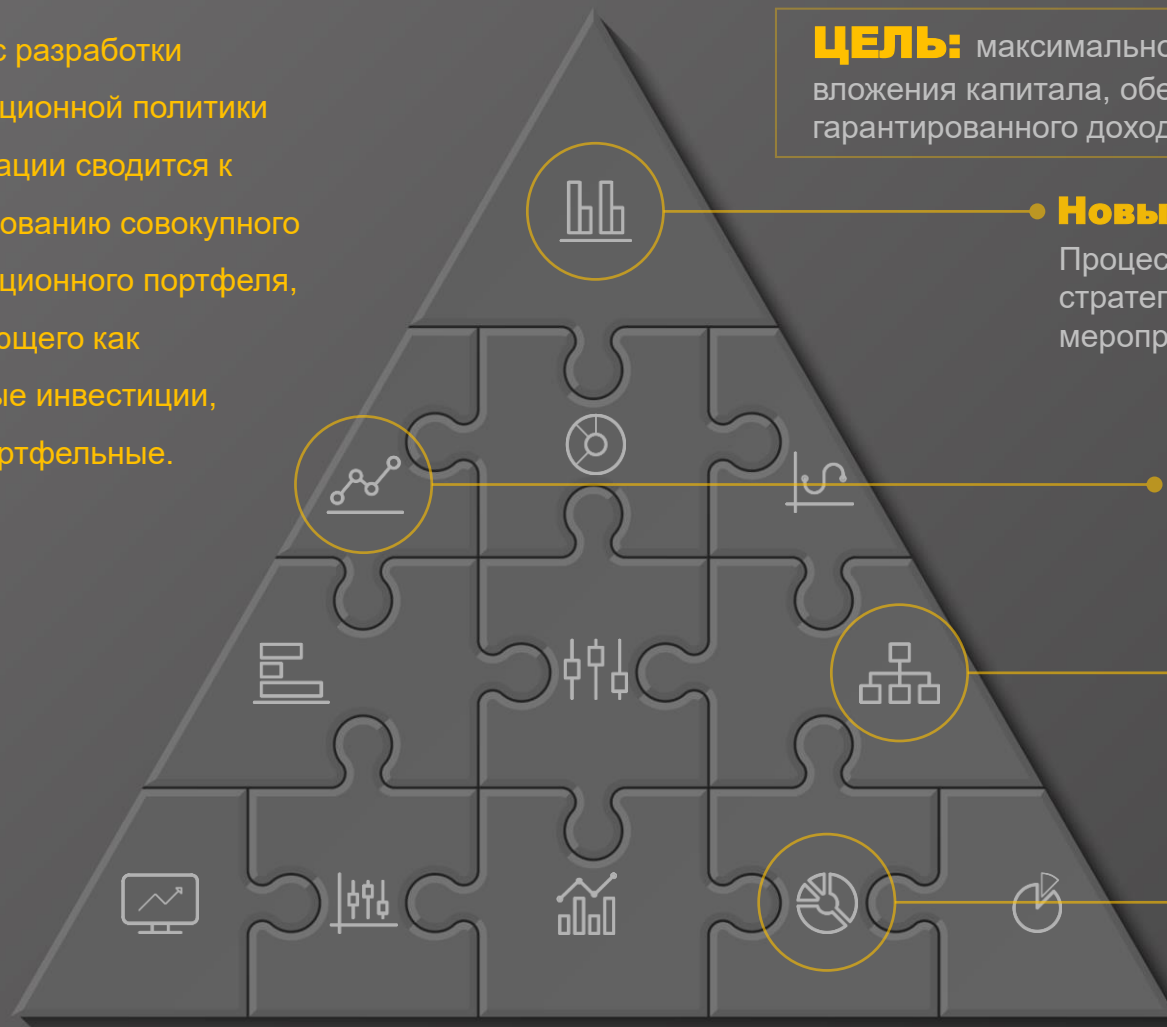 с разработки
ционной политики
ации сводится к
ованию совокупного
ционного портфеля,
ощего как
ые инвестиции,
ртфельные.
ЦЕЛЬ: максимально
вложения капитала, обе
гарантированного доход
Новы
Процес
стратег
меропр